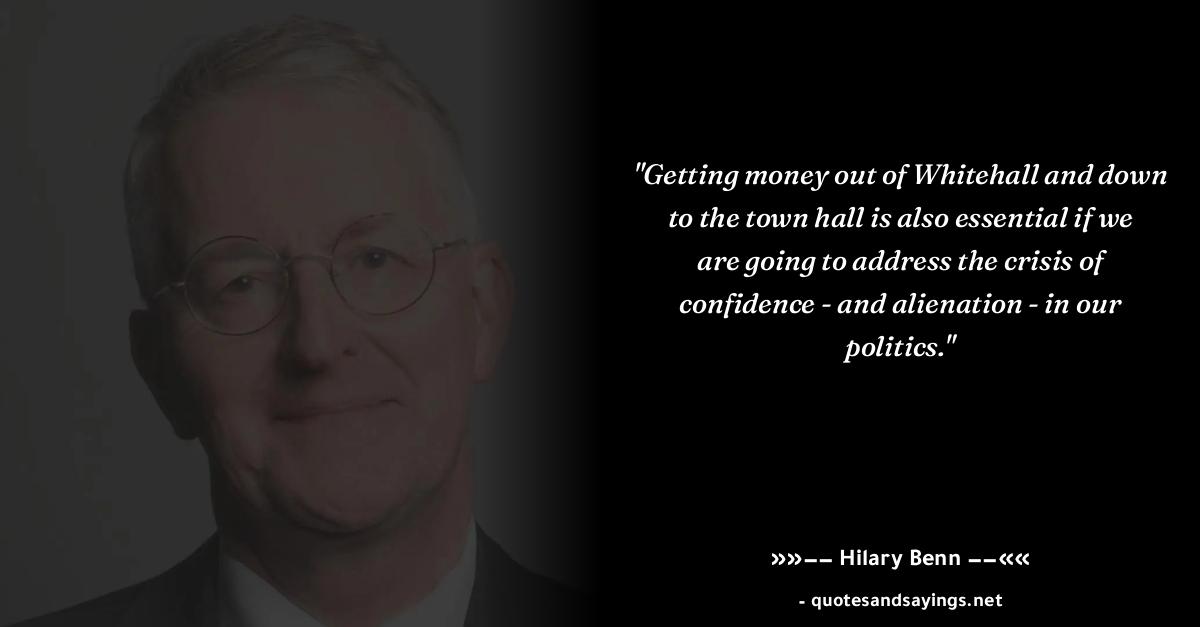 "Getting money out of Whitehall and down
to the town hall is also essential if we
are going to address the crisis of
confidence - and alienation - in our
politics."
»»–– Hilary Benn ––««
- quotesandsayings.net